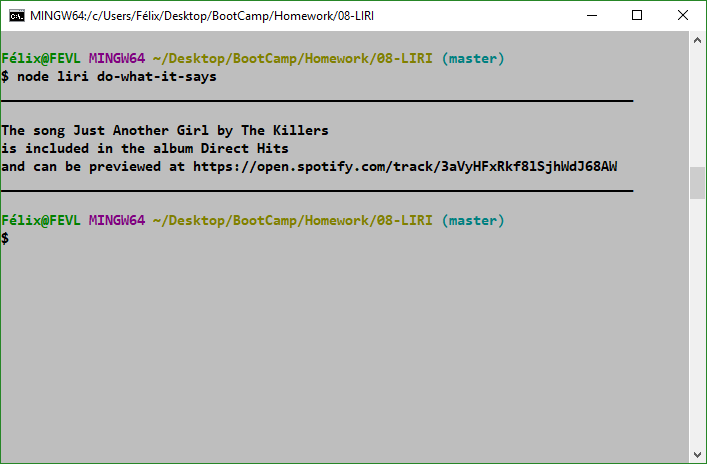 MINGW64:/c/Users/Félix/Desktop/BootCamp/Homework/08-LIRI
Félix@FEVL MINGW64 ~/Desktop/BootCamp/Homework/08-LIRI (master)
$ node liri do-what-it-says
The song Just Another Girl by The Killers
is included in the album Direct Hits
and can be previewed at https://open.spotify.com/track/3aVyHFxRkf8lSjhWdJ68AW
Félix@FEVL MINGW64 ~/Desktop/BootCamp/Homework/08-LIRI (master)
$